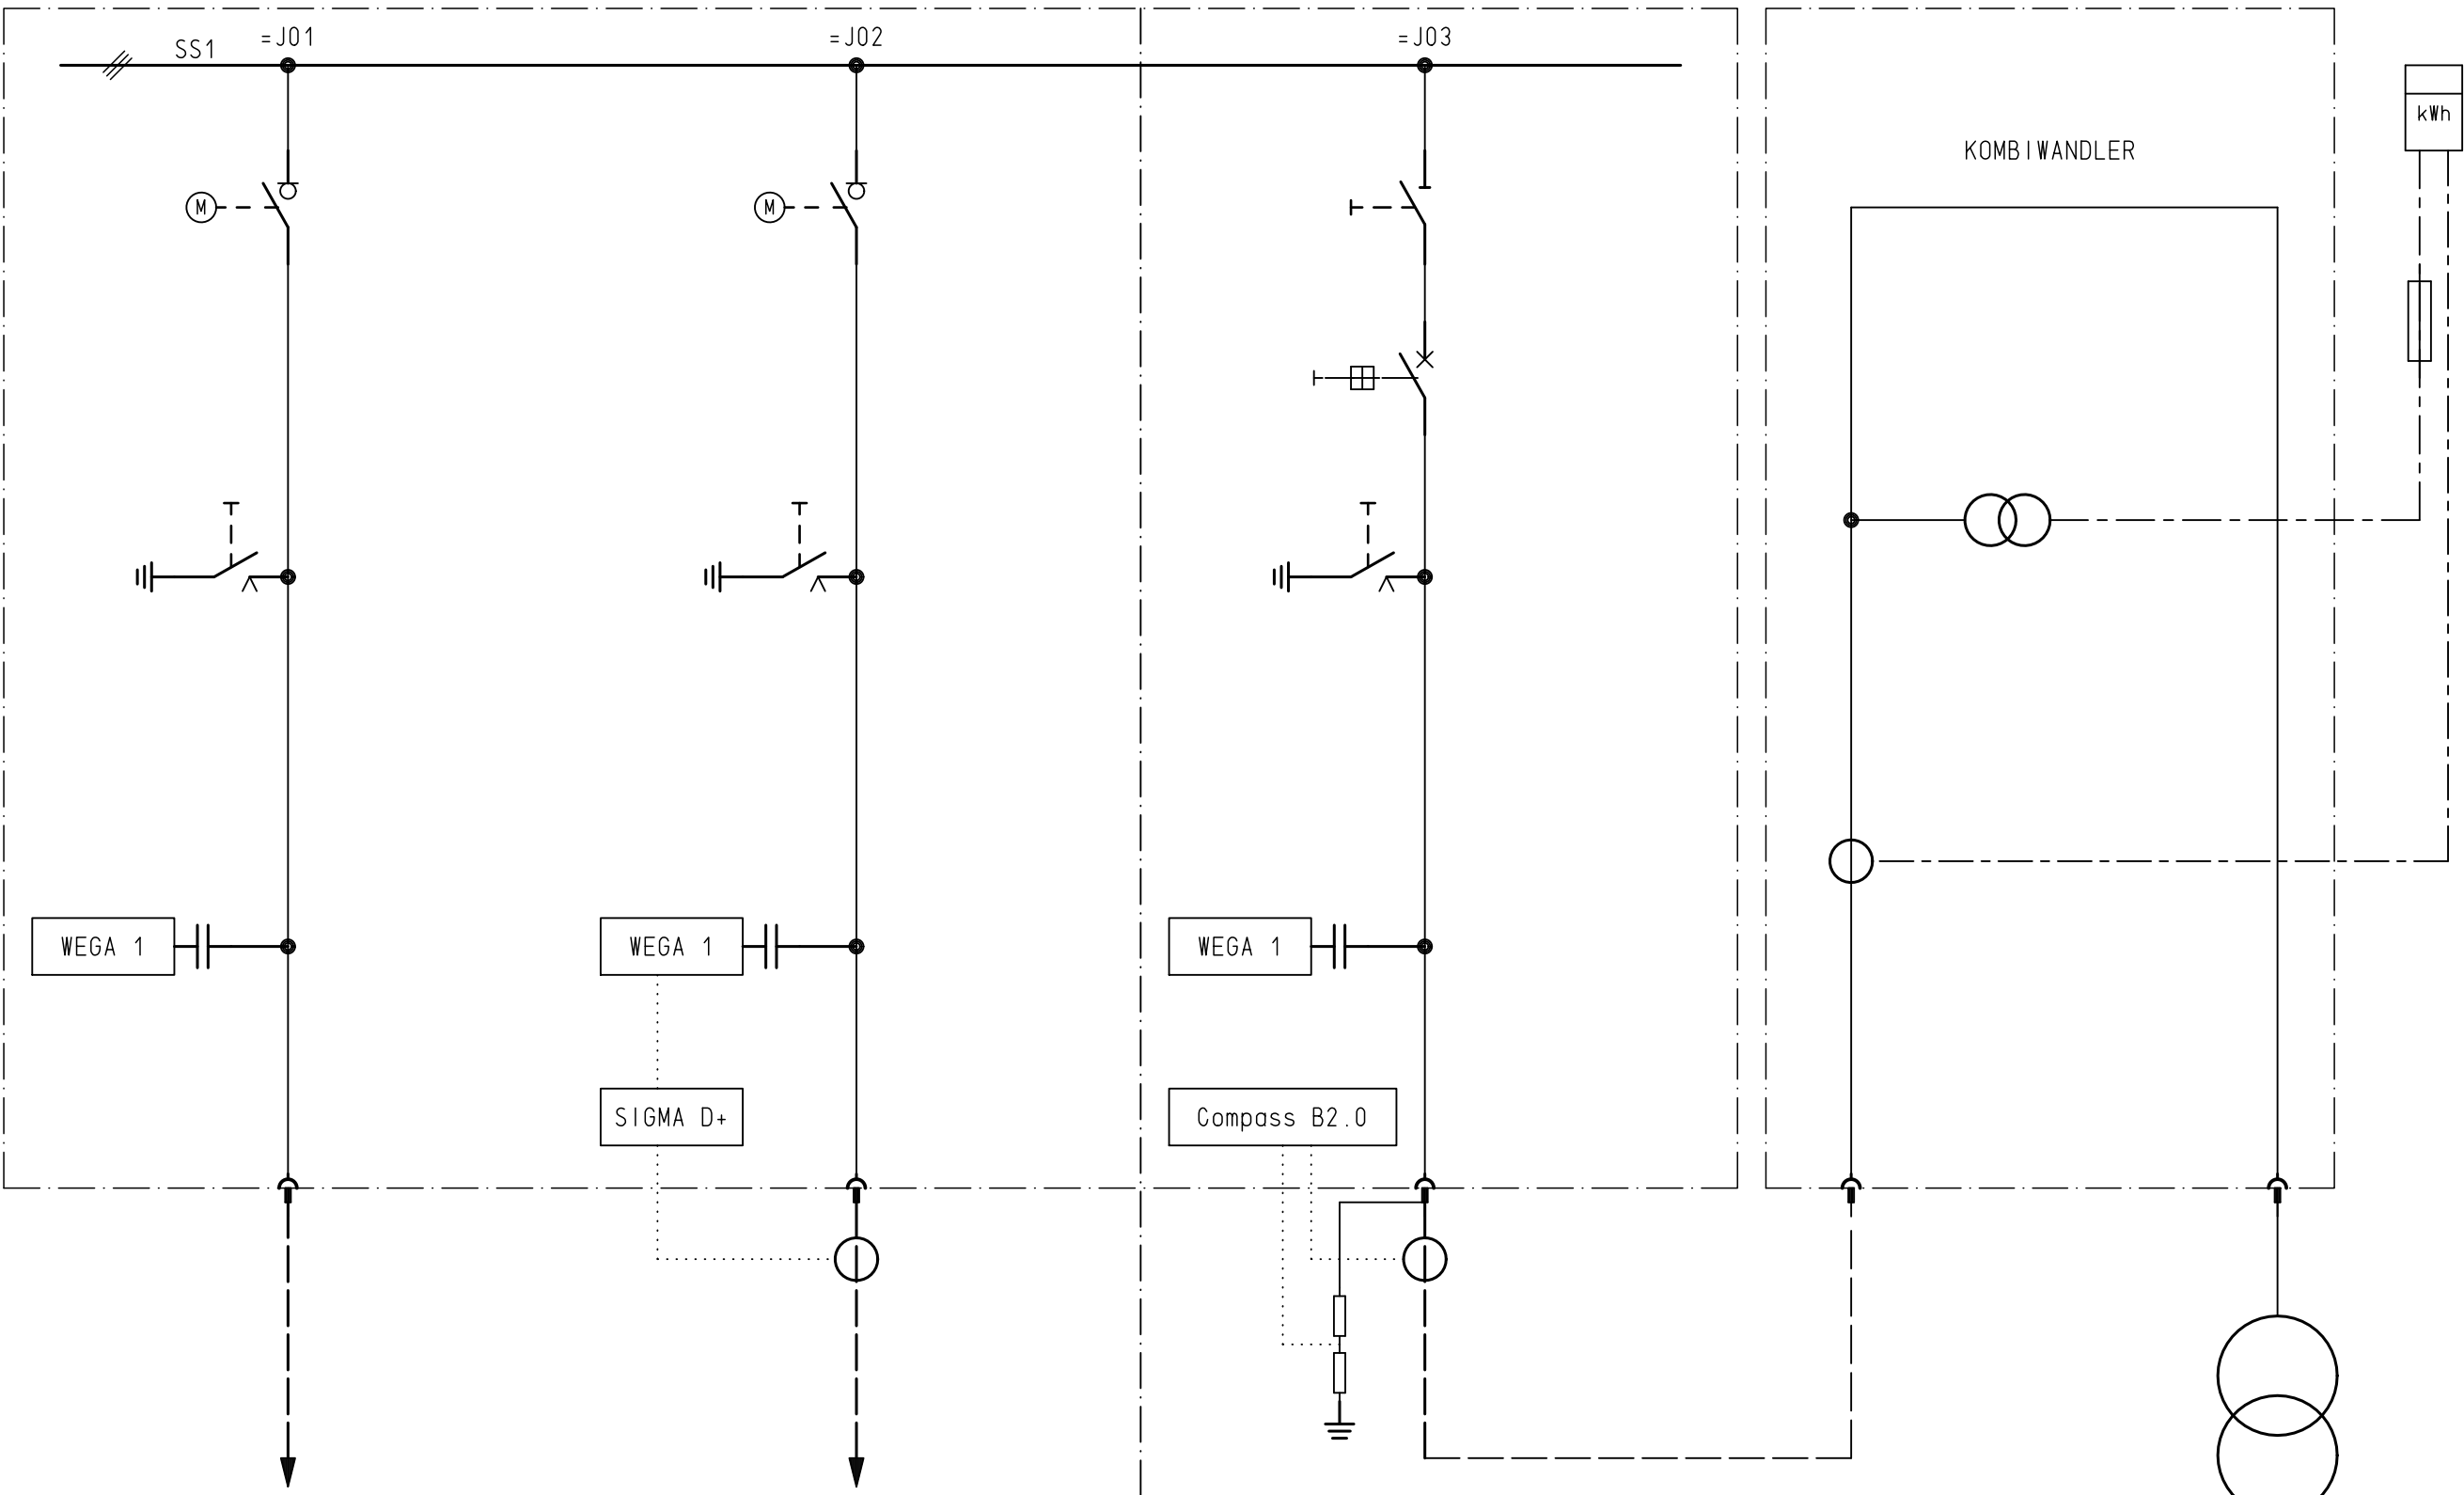 SS1
=J01
=J02
=J03
kWh
KOMBIWANDLER
M
M
WEGA 1
WEGA 1
WEGA 1
SIGMA D+
Compass B2.0